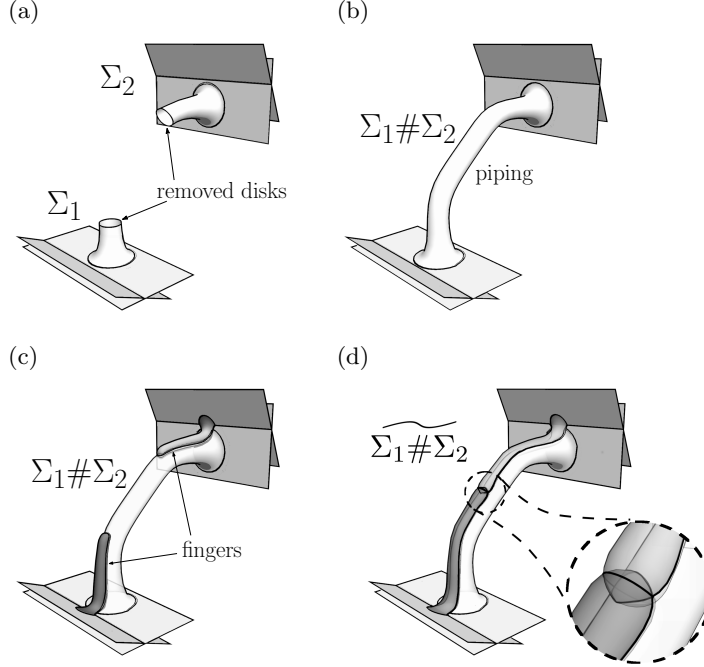 (a)
(b)
Σ₂
Σ₁#Σ₂
piping
removed disks
Σ₁
(c)
(d)
Σ₁#Σ₂
Σ₁#Σ₂
fingers